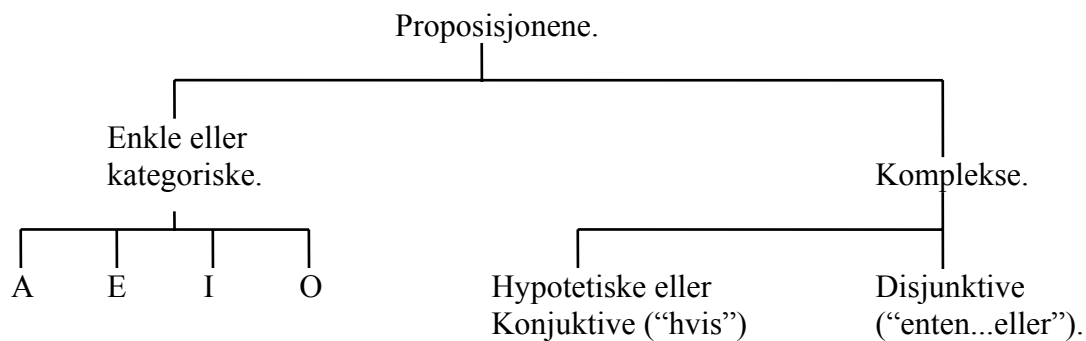 Proposisjonene.
Enkle eller
kategoriske.
Komplekse.
A E I O
Hypotetiske eller
Konjuktive (“hvis”)
Disjunktive
(“enten...eller”).